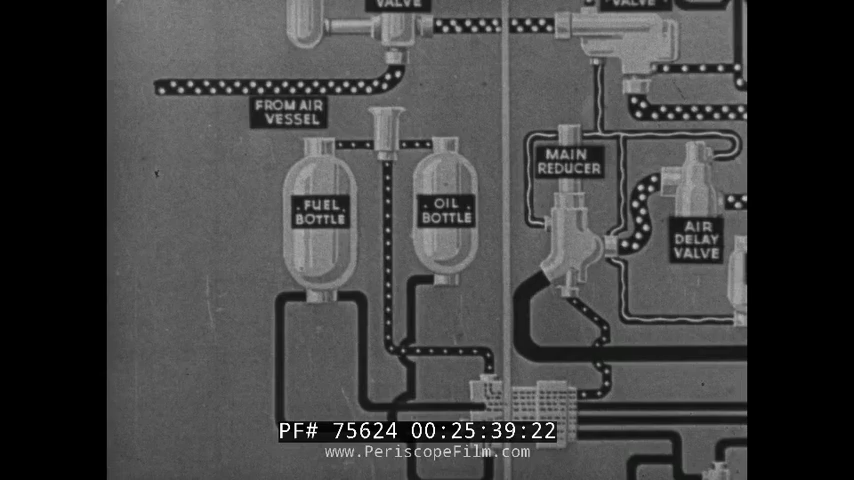 VALVE
VALVE
FROM AIR
VESSEL
MAIN
REDUCER
. FUEL .
BOTTLE
. OIL .
BOTTLE
AIR
DELAY
VALVE
PF# 75624 00:25:39:22
www.PeriscopeFilm.com